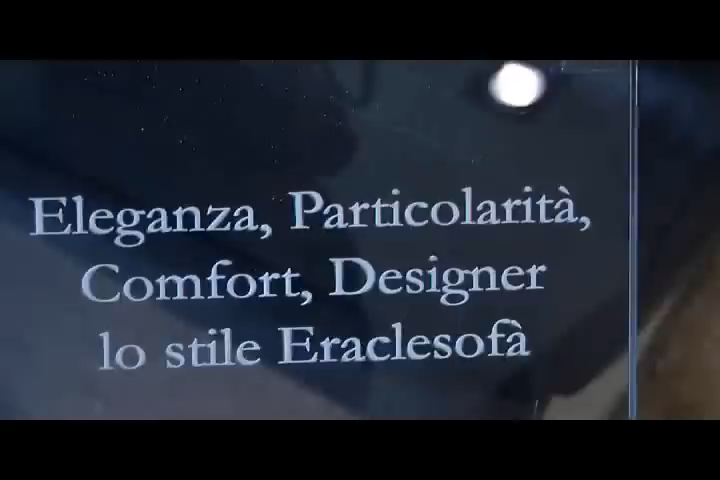 Eleganza, Particolarità,
Comfort, Designer
lo stile Eraclesofà